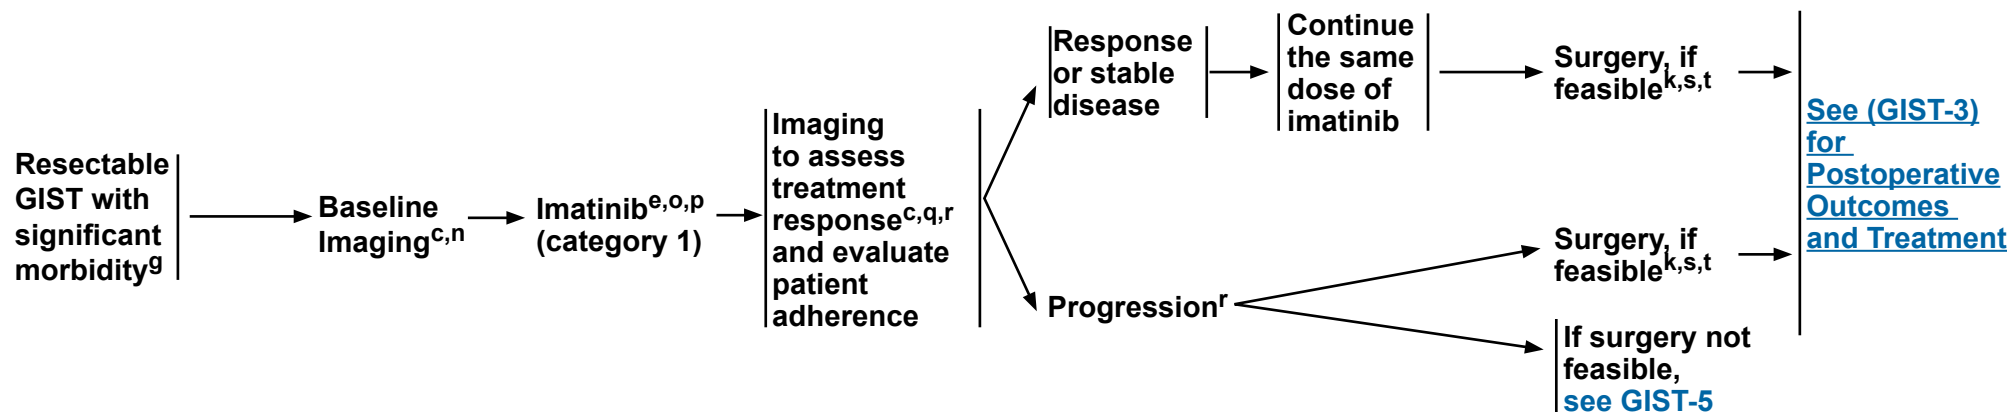 Resectable
GIST with
significant
morbidityg
Baseline
Imagingc,n
Imatinibe,o,p
(category 1)
Imaging
to assess
treatment
responsec,q,r
and evaluate
patient
adherence
Response
or stable
disease
Continue
the same
dose of
imatinib
Surgery, if
feasiblek,s,t
Progressionr
Surgery, if
feasiblek,s,t
If surgery not
feasible,
see GIST-5
See (GIST-3)
for
Postoperative
Outcomes
and Treatment